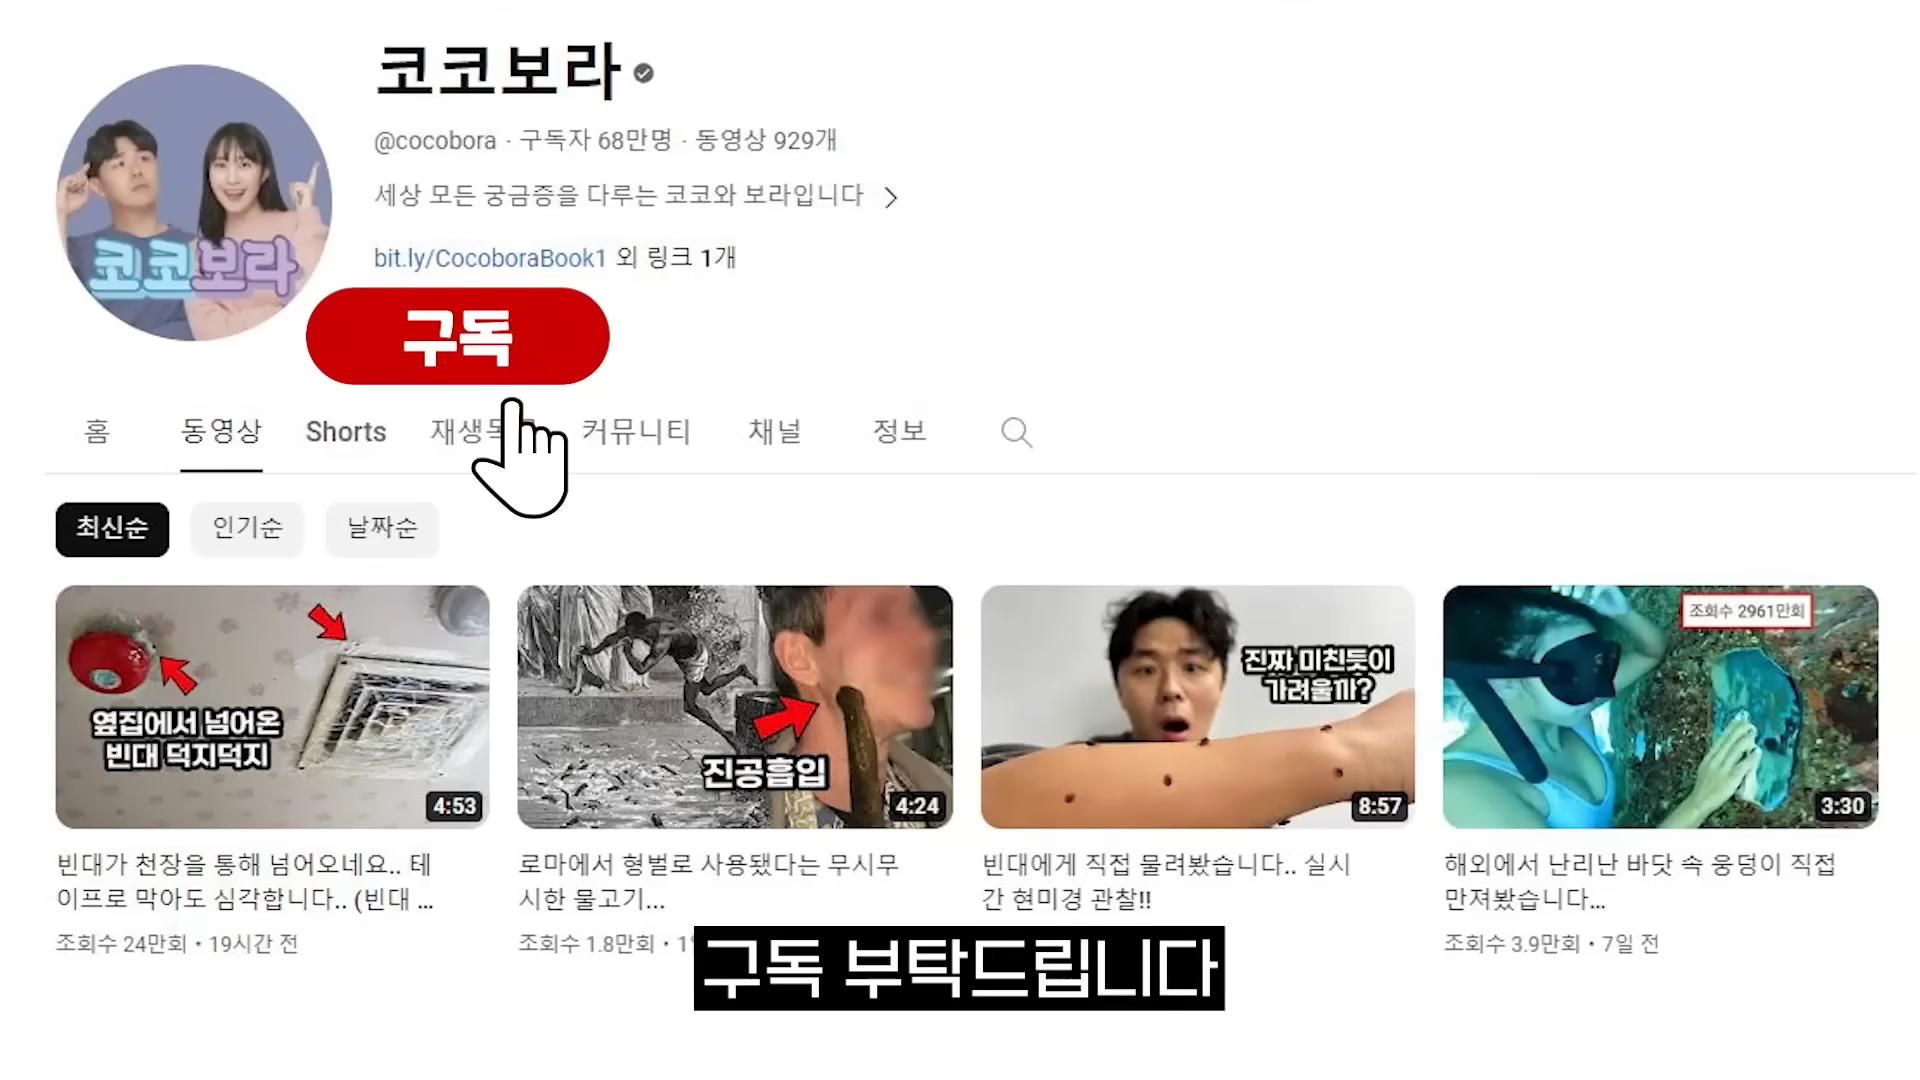 코코보라
@cocobora · 구독자 68만명 · 동영상 929개
세상 모든 궁금증을 다루는 코코와 보라입니다
bit.ly/CocoboraBook1 외 링크 1개
코코보라
구독
홈
동영상
Shorts
재생목
커뮤니티
채널
정보
최신순
인기순
날짜순
옆집에서 넘어온
빈대 덕지덕지
4:53
진공흡입
4:24
진짜 미친듯이
가려울까?
8:57
조회수 2961만회
3:30
빈대가 천장을 통해 넘어오네요.. 테
이프로 막아도 심각합니다.. (빈대 ...
조회수 24만회 • 19시간 전
로마에서 형벌로 사용됐다는 무시무
시한 물고기...
조회수 1.8만회 •
빈대에게 직접 물려봤습니다.. 실시
간 현미경 관찰!!
해외에서 난리난 바닷 속 웅덩이 직접
만져봤습니다...
조회수 3.9만회 • 7일 전
구독 부탁드립니다